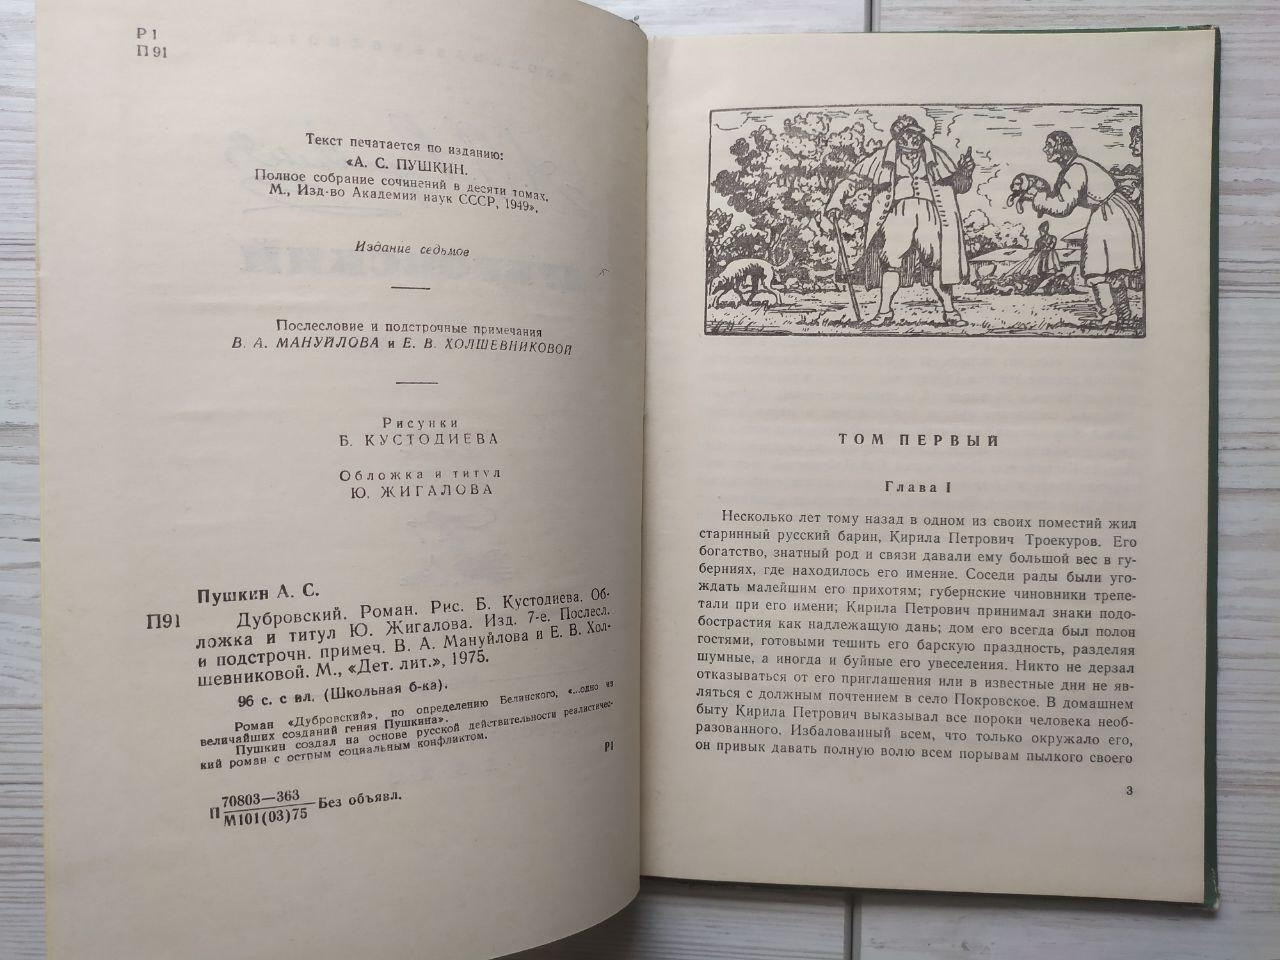 Р 1
П 91
Текст печатается по изданию:
«А. С. ПУШКИН.
Полное собрание сочинений в десяти томах.
М., Изд-во Академии наук СССР, 1949».
Издание седьмое
Послесловие и подстрочные примечания
В. А. МАНУЙЛОВА и Е. В. ХОЛШЕВНИКОВОЙ
Рисунки
Б. КУСТОДИЕВА
Обложка и титул
Ю. ЖИГАЛОВА
Пушкин А. С.
П91 Дубровский. Роман. Рис. Б. Кустодиева. Об-
ложка и титул Ю. Жигалова. Изд. 7-е. Послесл.
и подстрочн. примеч. В. А. Мануйлова и Е. В. Хол-
шевниковой. М., «Дет. лит.», 1975.
96 с. с ил. (Школьная б-ка).
Роман «Дубровский», по определению Белинского, «...одно из
величайших созданий гения Пушкина».
Пушкин создал на основе русской действительности реалистичес-
кий роман с острым социальным конфликтом.
Р1
П 70803—363
М101(03)75 Без объявл.
ТОМ ПЕРВЫЙ
Глава I
Несколько лет тому назад в одном из своих поместий жил
старинный русский барин, Кирила Петрович Троекуров. Его
богатство, знатный род и связи давали ему большой вес в гу-
берниях, где находилось его имение. Соседи рады были уго-
ждать малейшим его прихотям; губернские чиновники трепе-
тали при его имени; Кирила Петрович принимал знаки подо-
бострастия как надлежащую дань; дом его всегда был полон
гостями, готовыми тешить его барскую праздность, разделяя
шумные, а иногда и буйные его увеселения. Никто не дерзал
отказываться от его приглашения или в известные дни не яв-
ляться с должным почтением в село Покровское. В домашнем
быту Кирила Петрович выказывал все пороки человека необ-
разованного. Избалованный всем, что только окружало его,
он привык давать полную волю всем порывам пылкого своего
3